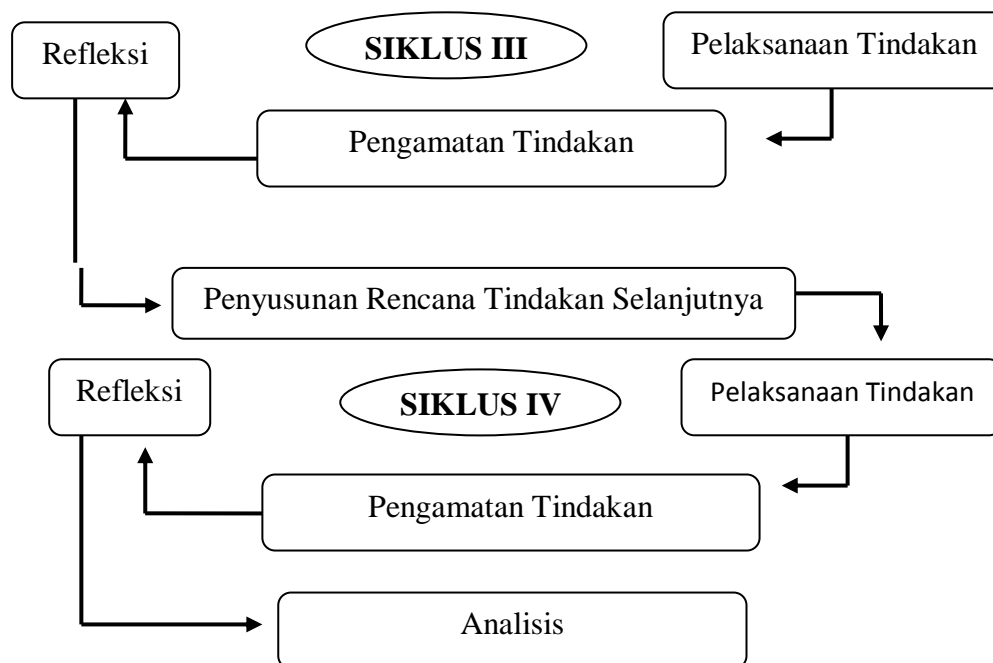 Refleksi
SIKLUS III
Pelaksanaan Tindakan
Pengamatan Tindakan
Penyusunan Rencana Tindakan Selanjutnya
Refleksi
SIKLUS IV
Pelaksanaan Tindakan
Pengamatan Tindakan
Analisis